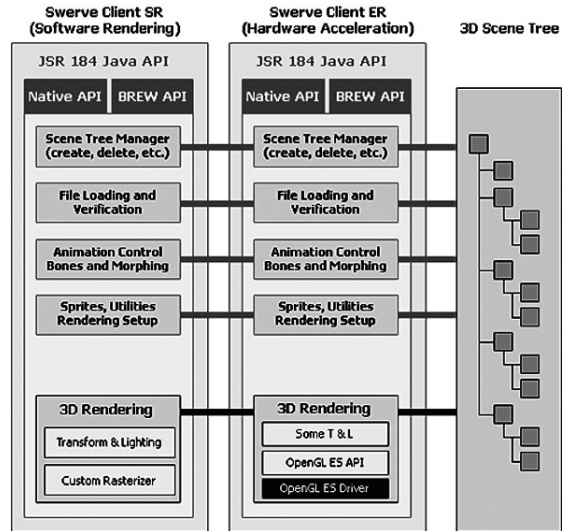 Swerve Client SR
(Software Rendering)
JSR 184 Java API
Native API
BREW API
Scene Tree Manager
(create, delete, etc.)
File Loading and
Verification
Animation Control
Bones and Morphing
Sprites, Utilities
Rendering Setup
3D Rendering
Transform & Lighting
Custom Rasterizer
Swerve Client ER
(Hardware Acceleration)
JSR 184 Java API
Native API
BREW API
Scene Tree Manager
(create, delete, etc.)
File Loading and
Verification
Animation Control
Bones and Morphing
Sprites, Utilities
Rendering Setup
3D Rendering
Some T & L
OpenGL ES API
OpenGL ES Driver
3D Scene Tree